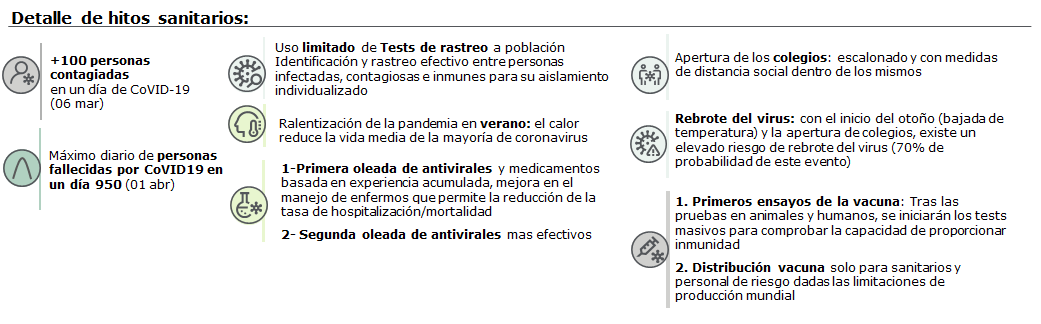 Detalle de hitos sanitarios:
+100 personas
contagiadas
en un día de CoVID-19
(06 mar)
Máximo diario de personas
fallecidas por CoVID19 en
un día 950 (01 abr)
Uso limitado de Tests de rastreo a población
Identificación y rastreo efectivo entre personas
infectadas, contagiosas e inmunes para su aislamiento
individualizado
Ralentización de la pandemia en verano: el calor
reduce la vida media de la mayoría de coronavirus
1-Primera oleada de antivirales y medicamentos
basada en experiencia acumulada, mejora en el
manejo de enfermos que permite la reducción de la
tasa de hospitalización/mortalidad
2- Segunda oleada de antivirales mas efectivos
Apertura de los colegios: escalonado y con medidas
de distancia social dentro de los mismos
Rebrote del virus: con el inicio del otoño (bajada de
temperatura) y la apertura de colegios, existe un
elevado riesgo de rebrote del virus (70% de
probabilidad de este evento)
1. Primeros ensayos de la vacuna: Tras las
pruebas en animales y humanos, se iniciarán los tests
masivos para comprobar la capacidad de proporcionar
inmunidad
2. Distribución vacuna solo para sanitarios y
personal de riesgo dadas las limitaciones de
producción mundial